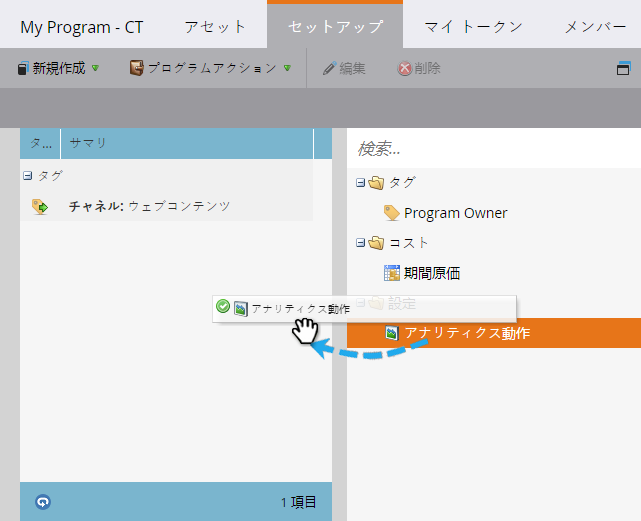 My Program - CT アセット セットアップ マイ トークン メンバー
新規作成 プログラムアクション 編集 削除
タ... サマリ
検索...
タグ
チャネル: ウェブコンテンツ
タグ
Program Owner
コスト
期間原価
設定
アナリティクス動作
アナリティクス動作
1 項目